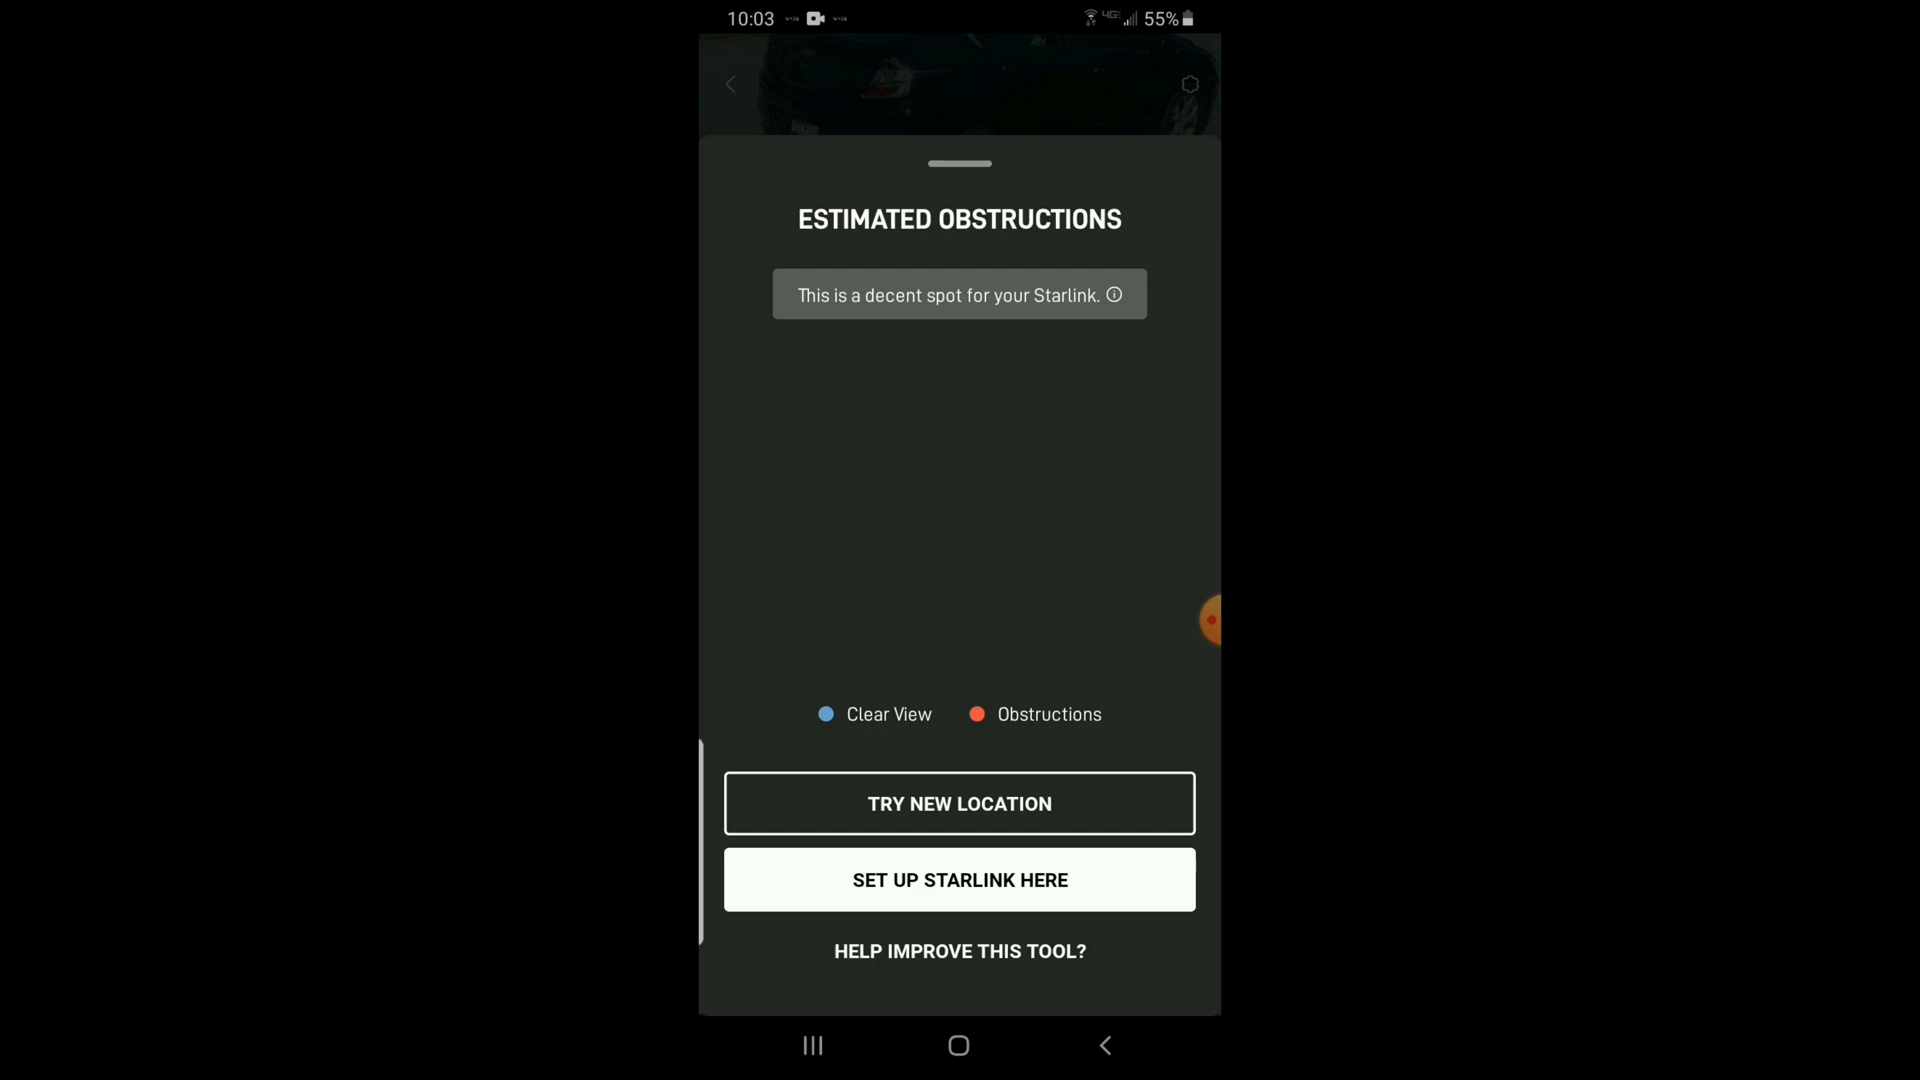 10:03
4G 55%
ESTIMATED OBSTRUCTIONS
This is a decent spot for your Starlink.
Clear View Obstructions
TRY NEW LOCATION
SET UP STARLINK HERE
HELP IMPROVE THIS TOOL?